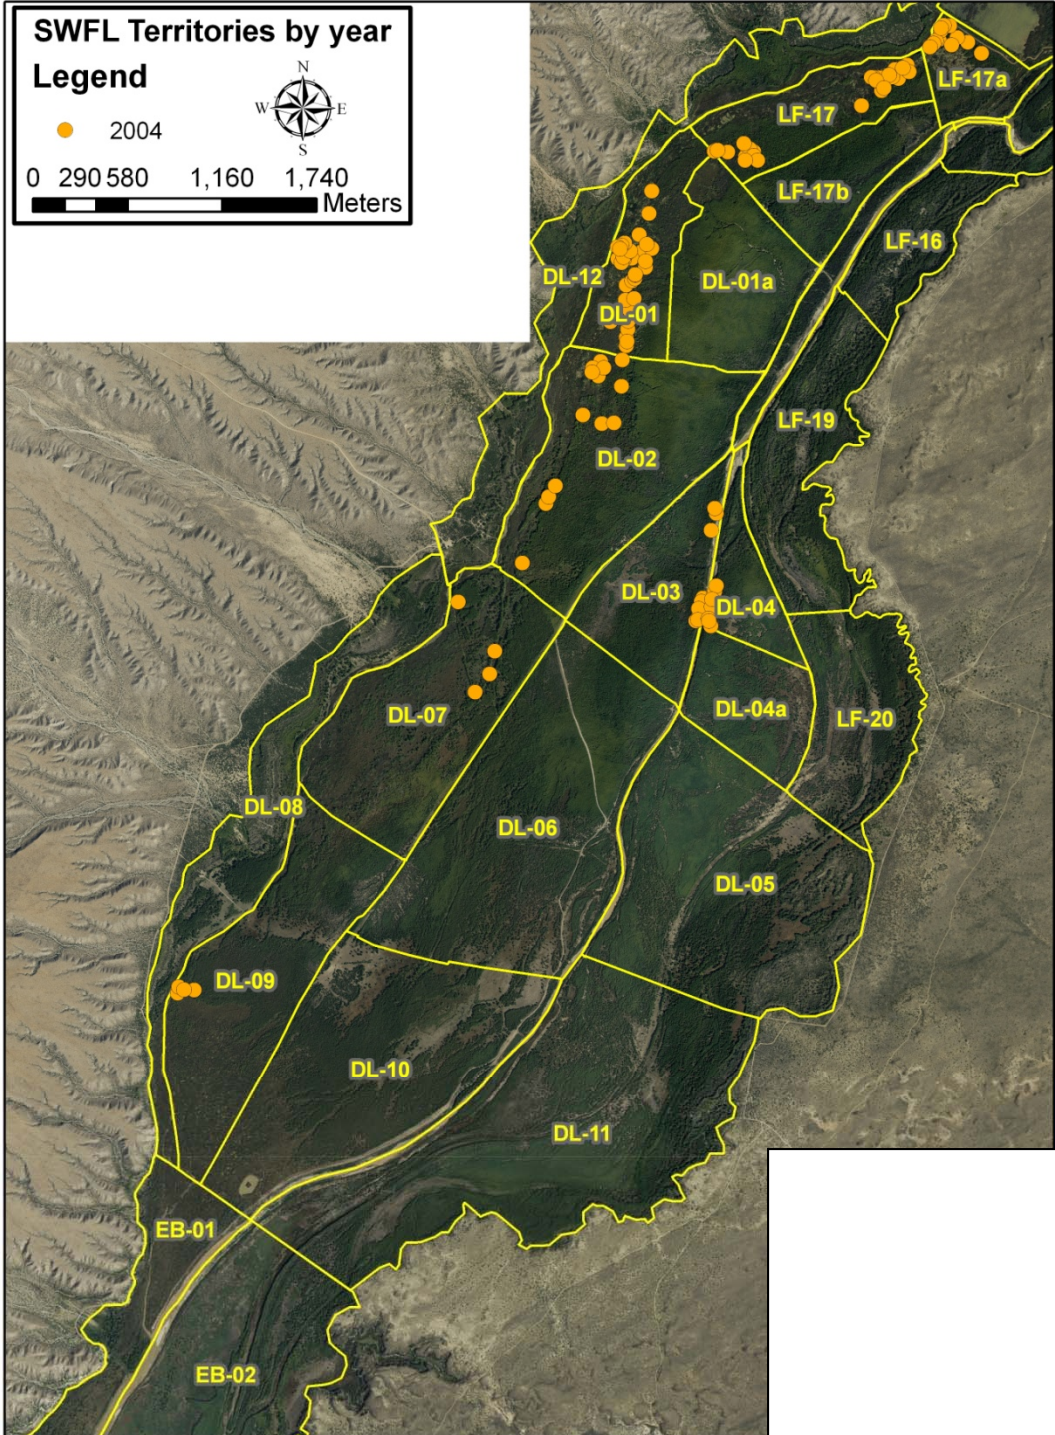 SWFL Territories by year
Legend
N
W E
S
2004
0 290 580 1,160 1,740
Meters
LF-17a
LF-17
LF-17b
LF-16
DL-12
DL-01a
DL-01
LF-19
DL-02
DL-03
DL-04
DL-07
DL-04a
LF-20
DL-08
DL-06
DL-05
DL-09
DL-10
DL-11
EB-01
EB-02